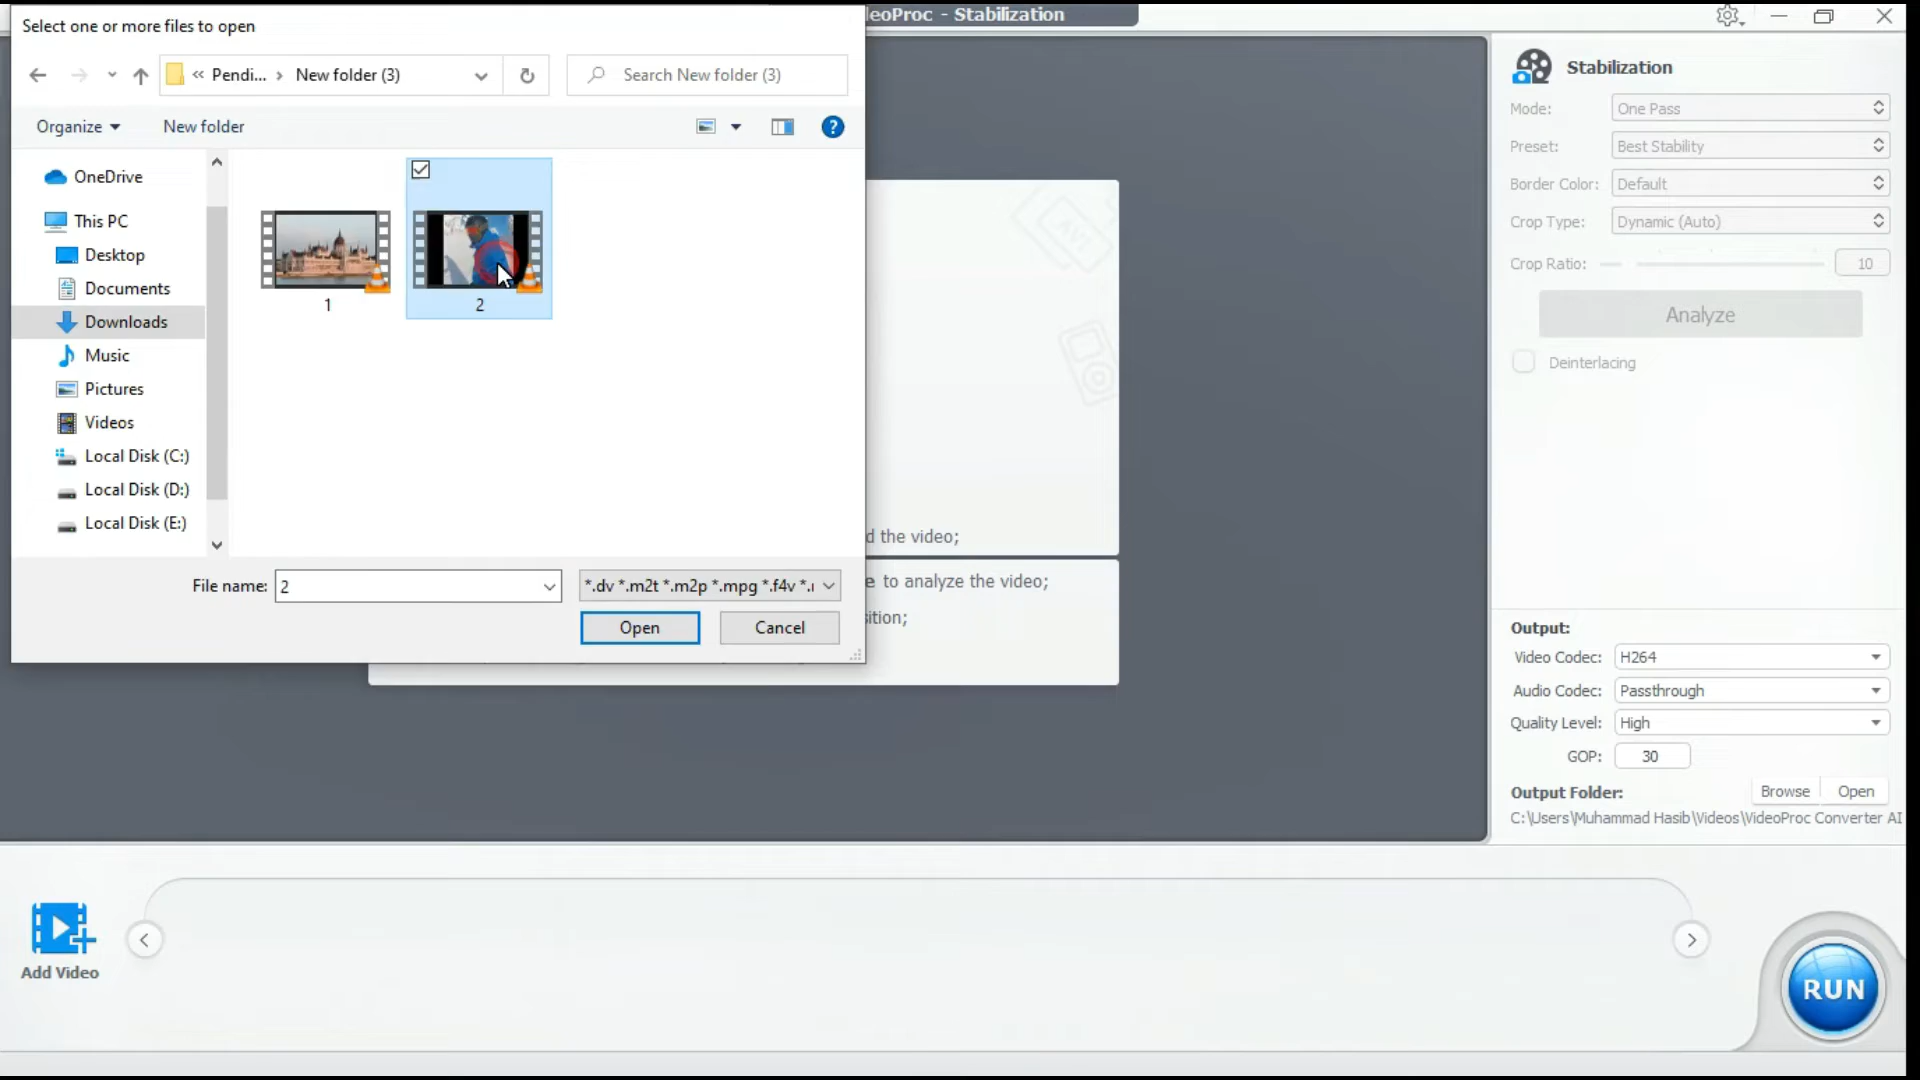 Select one or more files to open
eoProc - Stabilization
« Pendi... › New folder (3)
Search New folder (3)
Organize
New folder
OneDrive
This PC
Desktop
Documents
Downloads
Music
Pictures
Videos
Local Disk (C:)
Local Disk (D:)
Local Disk (E:)
1
2
File name: 2
*.dv *.m2t *.m2p *.mpg *.f4v *.
Open
Cancel
d the video;
e to analyze the video;
ition;
Stabilization
Mode: One Pass
Preset: Best Stability
Border Color: Default
Crop Type: Dynamic (Auto)
Crop Ratio: 10
Analyze
Deinterlacing
Output:
Video Codec: H264
Audio Codec: Passthrough
Quality Level: High
GOP: 30
Output Folder: Browse Open
C:\Users\Muhammad Hasib\Videos\VideoProc Converter AI
Add Video
RUN